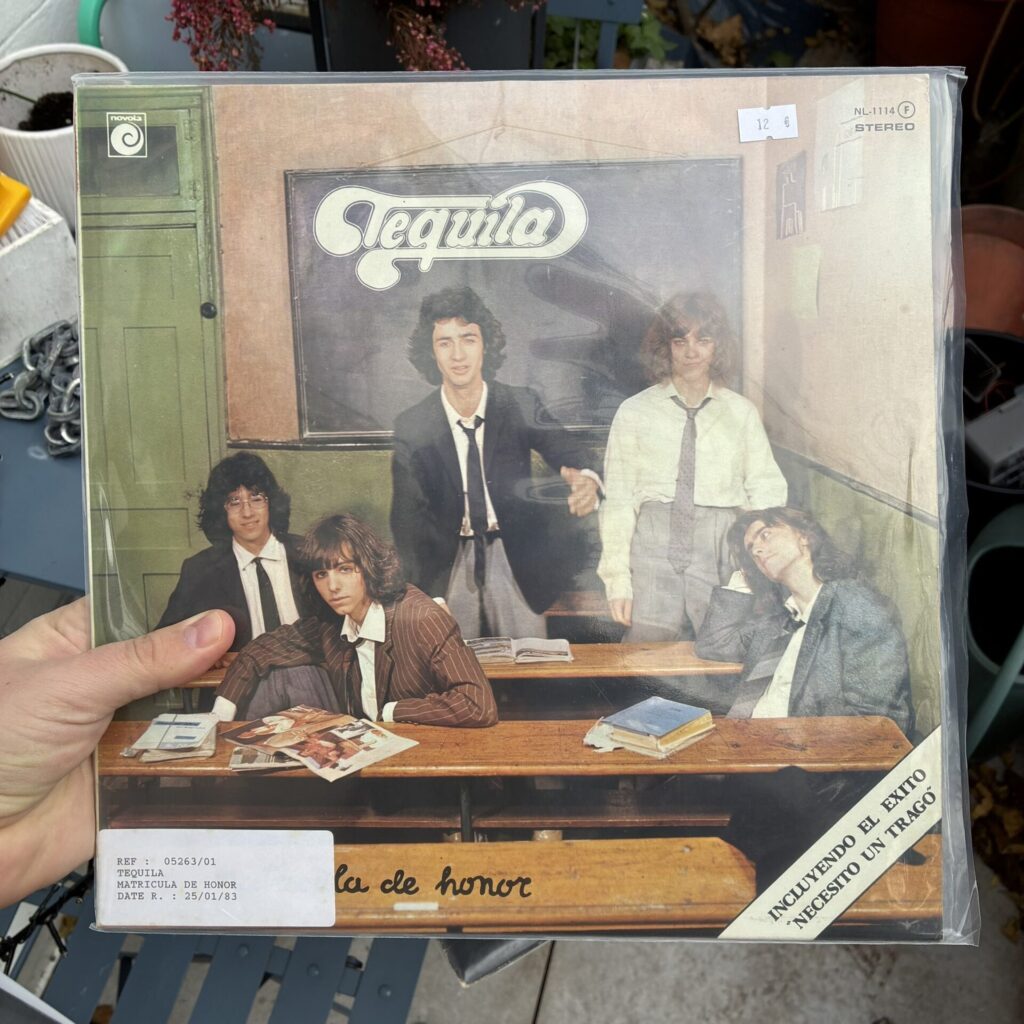 novola
12 €
NL-1114 F
STEREO
Tequila
REF : 05263/01
TEQUILA
MATRICULA DE HONOR
DATE R. : 25/01/83
la de honor
INCLUYENDO EL EXITO
"NECESITO UN TRAGO"